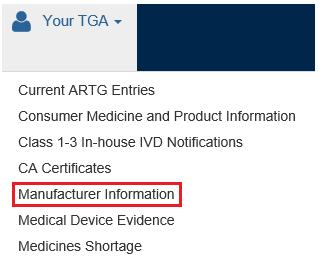 Your TGA
Current ARTG Entries
Consumer Medicine and Product Information
Class 1-3 In-house IVD Notifications
CA Certificates
Manufacturer Information
Medical Device Evidence
Medicines Shortage